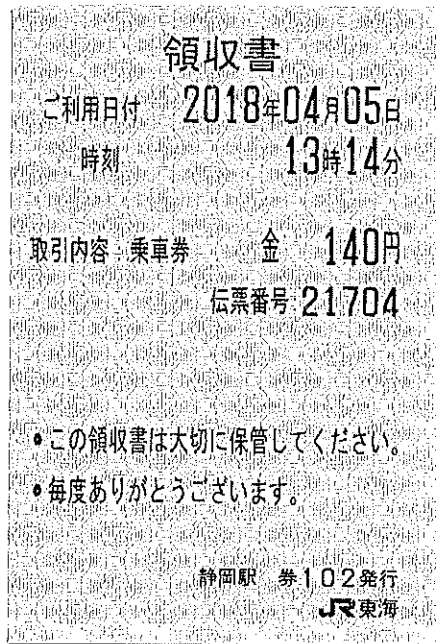 領収書
ご利用日付 2018年04月05日
時刻 13時14分
取引内容 乗車券 金 140円
伝票番号 21704
•この領収書は大切に保管してください。
•毎度ありがとうございます。
静岡駅 券102発行
JR東海